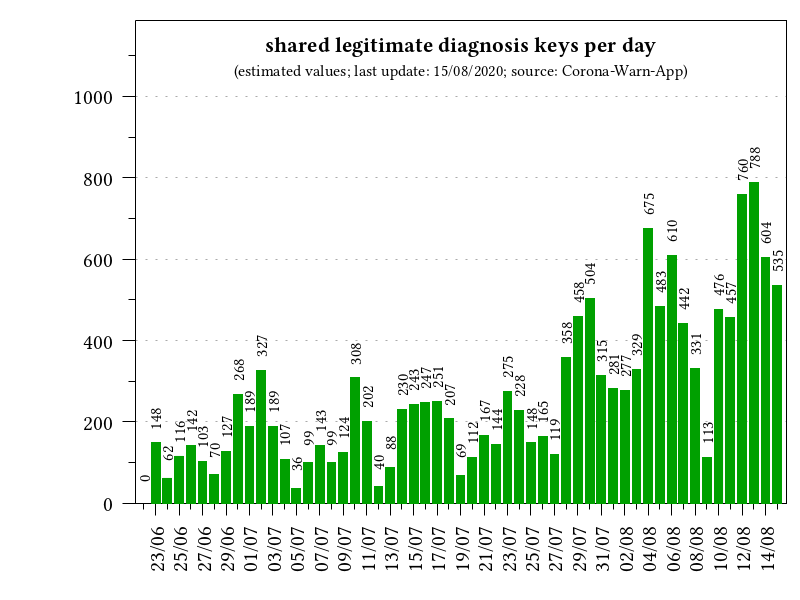 shared legitimate diagnosis keys per day
(estimated values; last update: 15/08/2020; source: Corona-Warn-App)
1000
800
600
400
200
0
0 148 62 116 142 103 70 127 268 189 327 189 107 36 99 143 99 124 308 202 40 88 230 243 247 251 207 69 112 167 144 275 228 148 165 119 358 458 504 315 281 277 329 675 483 610 442 331 113 476 457 760 788 604 535
23/06 25/06 27/06 29/06 01/07 03/07 05/07 07/07 09/07 11/07 13/07 15/07 17/07 19/07 21/07 23/07 25/07 27/07 29/07 31/07 02/08 04/08 06/08 08/08 10/08 12/08 14/08